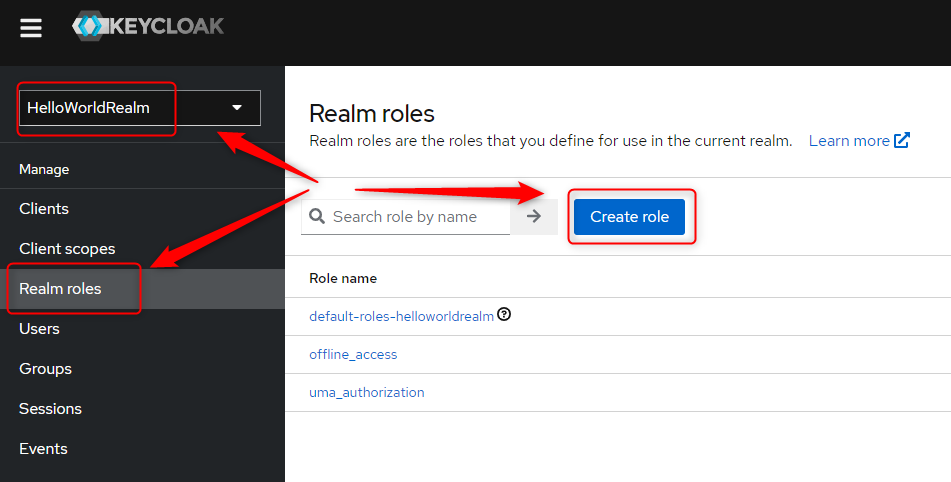 KEYCLOAK
HelloWorldRealm
Manage
Clients
Client scopes
Realm roles
Users
Groups
Sessions
Events
Realm roles
Realm roles are the roles that you define for use in the current realm. Learn more
Search role by name
Create role
Role name
default-roles-helloworldrealm
offline_access
uma_authorization